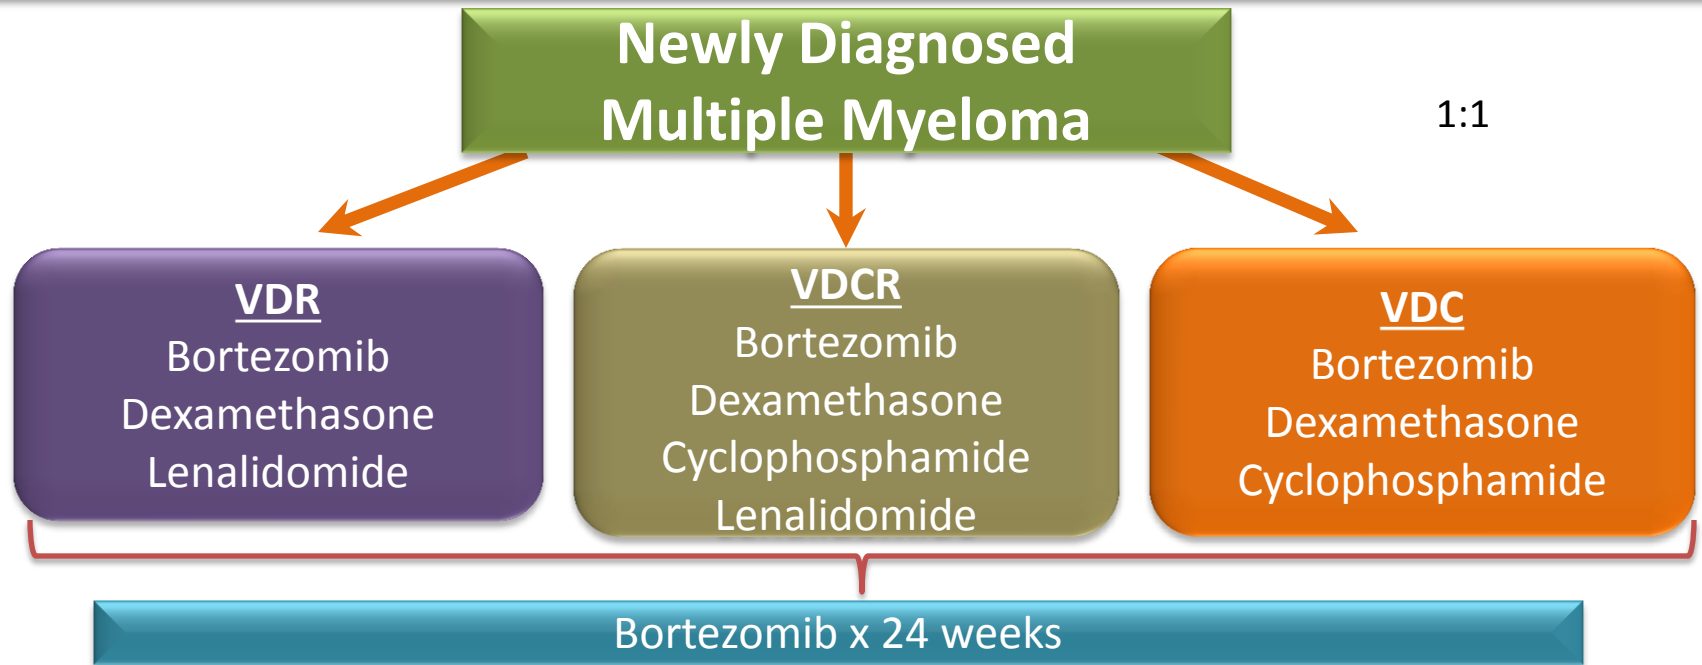 Newly Diagnosed
Multiple Myeloma
1:1
VDR
Bortezomib
Dexamethasone
Lenalidomide
VDCR
Bortezomib
Dexamethasone
Cyclophosphamide
Lenalidomide
VDC
Bortezomib
Dexamethasone
Cyclophosphamide
Bortezomib x 24 weeks